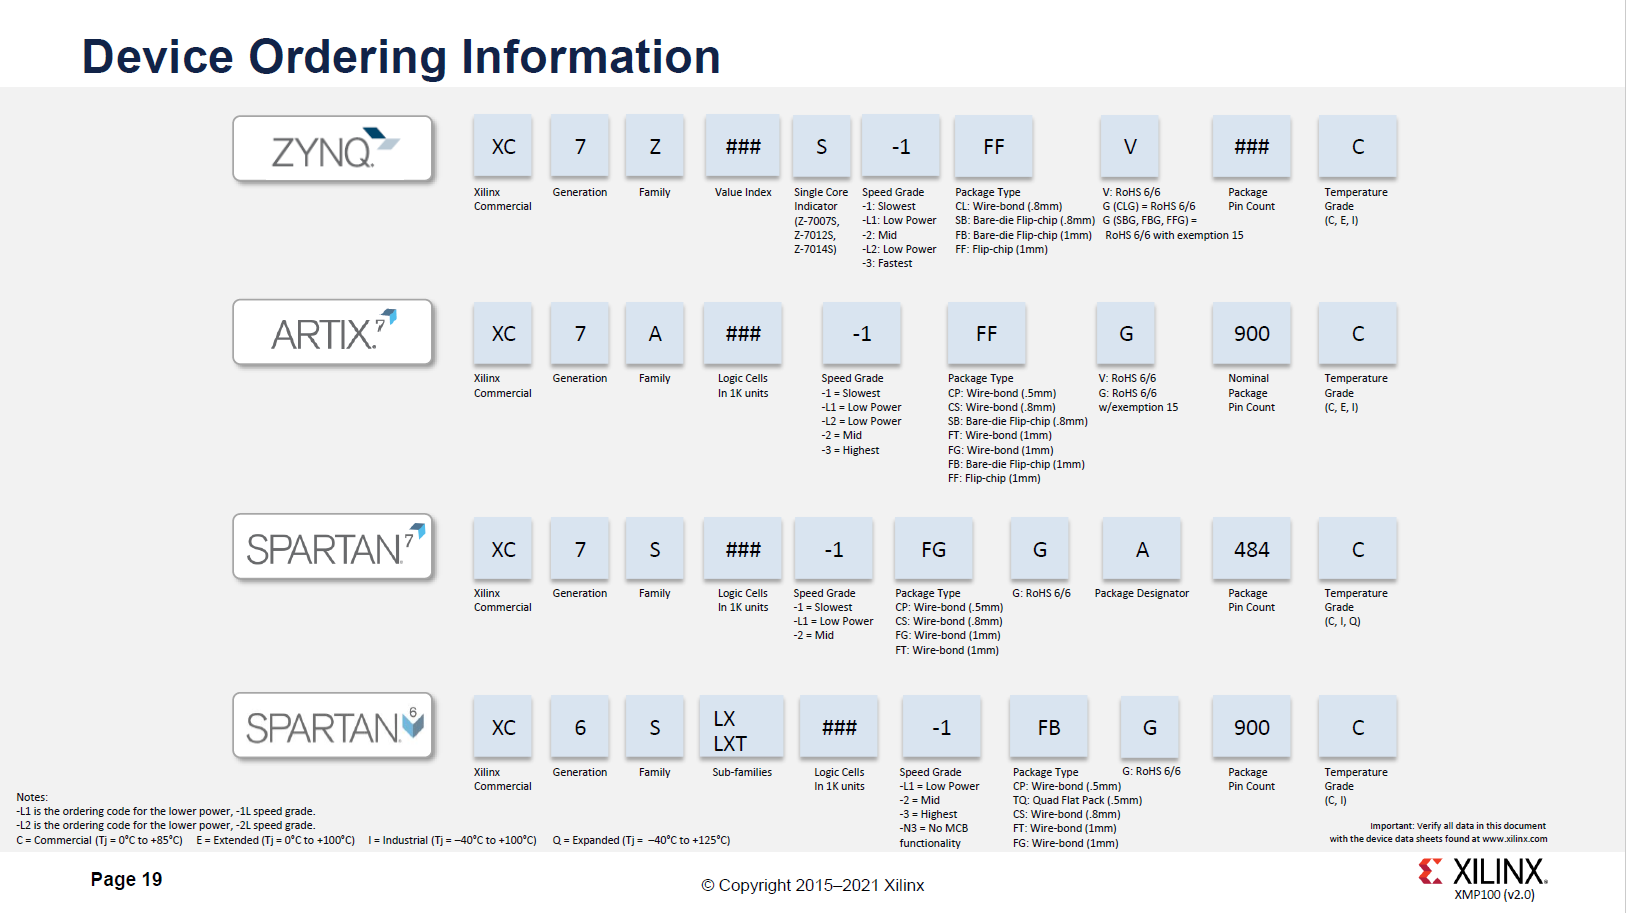 Device Ordering Information
ZYNQ.
XC 7 Z ### S -1 FF V ### C
Xilinx
Commercial
Generation
Family
Value Index
Single Core
Indicator
(Z-7007S,
Z-7012S,
Z-7014S)
Speed Grade
-1: Slowest
-L1: Low Power
-2: Mid
-L2: Low Power
-3: Fastest
Package Type
CL: Wire-bond (.8mm)
SB: Bare-die Flip-chip (.8mm)
FB: Bare-die Flip-chip (1mm)
FF: Flip-chip (1mm)
V: RoHS 6/6
G (CLG) = RoHS 6/6
G (SBG, FBG, FFG) =
RoHS 6/6 with exemption 15
Package
Pin Count
Temperature
Grade
(C, E, I)
ARTIX.7
XC 7 A ### -1 FF G 900 C
Xilinx
Commercial
Generation
Family
Logic Cells
In 1K units
Speed Grade
-1 = Slowest
-L1 = Low Power
-L2 = Low Power
-2 = Mid
-3 = Highest
Package Type
CP: Wire-bond (.5mm)
CS: Wire-bond (.8mm)
SB: Bare-die Flip-chip (.8mm)
FT: Wire-bond (1mm)
FG: Wire-bond (1mm)
FB: Bare-die Flip-chip (1mm)
FF: Flip-chip (1mm)
V: RoHS 6/6
G: RoHS 6/6
w/exemption 15
Nominal
Package
Pin Count
Temperature
Grade
(C, E, I)
SPARTAN.7
XC 7 S ### -1 FG G A 484 C
Xilinx
Commercial
Generation
Family
Logic Cells
In 1K units
Speed Grade
-1 = Slowest
-L1 = Low Power
-2 = Mid
Package Type
CP: Wire-bond (.5mm)
CS: Wire-bond (.8mm)
FG: Wire-bond (1mm)
FT: Wire-bond (1mm)
G: RoHS 6/6
Package Designator
Package
Pin Count
Temperature
Grade
(C, I, Q)
SPARTAN.6
XC 6 S LX ### -1 FB G 900 C
LXT
Xilinx
Commercial
Generation
Family
Sub-families
Logic Cells
In 1K units
Speed Grade
-L1 = Low Power
-2 = Mid
-3 = Highest
-N3 = No MCB
functionality
Package Type
CP: Wire-bond (.5mm)
TQ: Quad Flat Pack (.5mm)
CS: Wire-bond (.8mm)
FT: Wire-bond (1mm)
FG: Wire-bond (1mm)
G: RoHS 6/6
Package
Pin Count
Temperature
Grade
(C, I)
Notes:
-L1 is the ordering code for the lower power, -1L speed grade.
-L2 is the ordering code for the lower power, -2L speed grade.
C = Commercial (Tj = 0°C to +85°C) E = Extended (Tj = 0°C to +100°C) I = Industrial (Tj = –40°C to +100°C) Q = Expanded (Tj = –40°C to +125°C)
Important: Verify all data in this document
with the device data sheets found at www.xilinx.com
Page 19
© Copyright 2015–2021 Xilinx
XILINX.
XMP100 (v2.0)